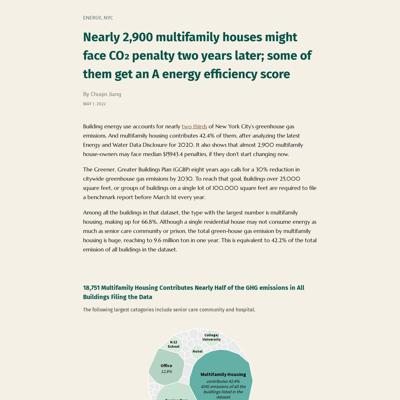 ENERGY, NYC
Nearly 2,900 multifamily houses might
face CO₂ penalty two years later; some of
them get an A energy efficiency score
By Chuqin Jiang
MAY 1, 2022
Building energy use accounts for nearly two thirds of New York City's greenhouse gas
emissions. And multifamily housing contributes 42.4% of them, after analyzing the latest
Energy and Water Data Disclosure for 2020. It also shows that almost 2,900 multifamily
house-owners may face median $15943.4 penalties, if they don't start changing now.
The Greener, Greater Buildings Plan (GGBP) eight years ago calls for a 30% reduction in
citywide greenhouse gas emissions by 2030. To reach that goal, Buildings over 25,000
square feet, or groups of buildings on a single lot of 100,000 square feet are required to file
a benchmark report before March 1st every year.
Among all the buildings in that dataset, the type with the largest number is multifamily
housing, making up for 66.8%. Although a single residential house may not consume energy as
much as senior care community or prison, the total green-house gas emission by multifamily
housing is huge, reaching to 9.6 million ton in one year. This is equivalent to 42.2% of the total
emission of all buildings in the dataset.
18,751 Multifamily Housing Contributes Nearly Half of the GHG emissions in All
Buildings Filing the Data
The following largest catagories include senior care community and hospital.
College/
University
K-12
School
Hotel
Office
12.8%
Multifamily Housing
contributes 42.4%
GHG emissions of all the
buildings listed in the
dataset